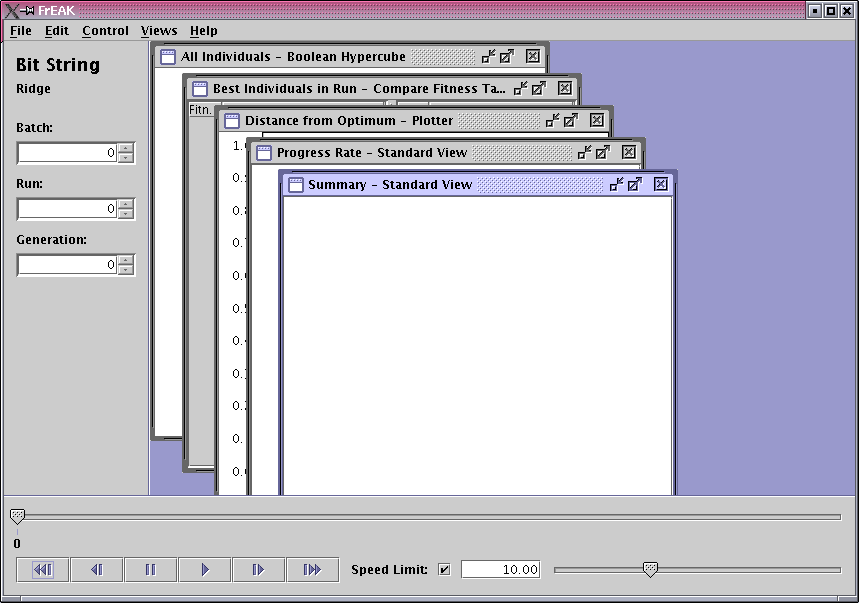 FrEAK
File Edit Control Views Help
Bit String
Ridge
Batch:
0
Run:
0
Generation:
0
All Individuals - Boolean Hypercube
Best Individuals in Run - Compare Fitness Ta...
Fitn.
Distance from Optimum - Plotter
Progress Rate - Standard View
Summary - Standard View
1.
0.
0.
0.
0.
0.
0.
0.
0.
0.
0.
0
Speed Limit: 10.00